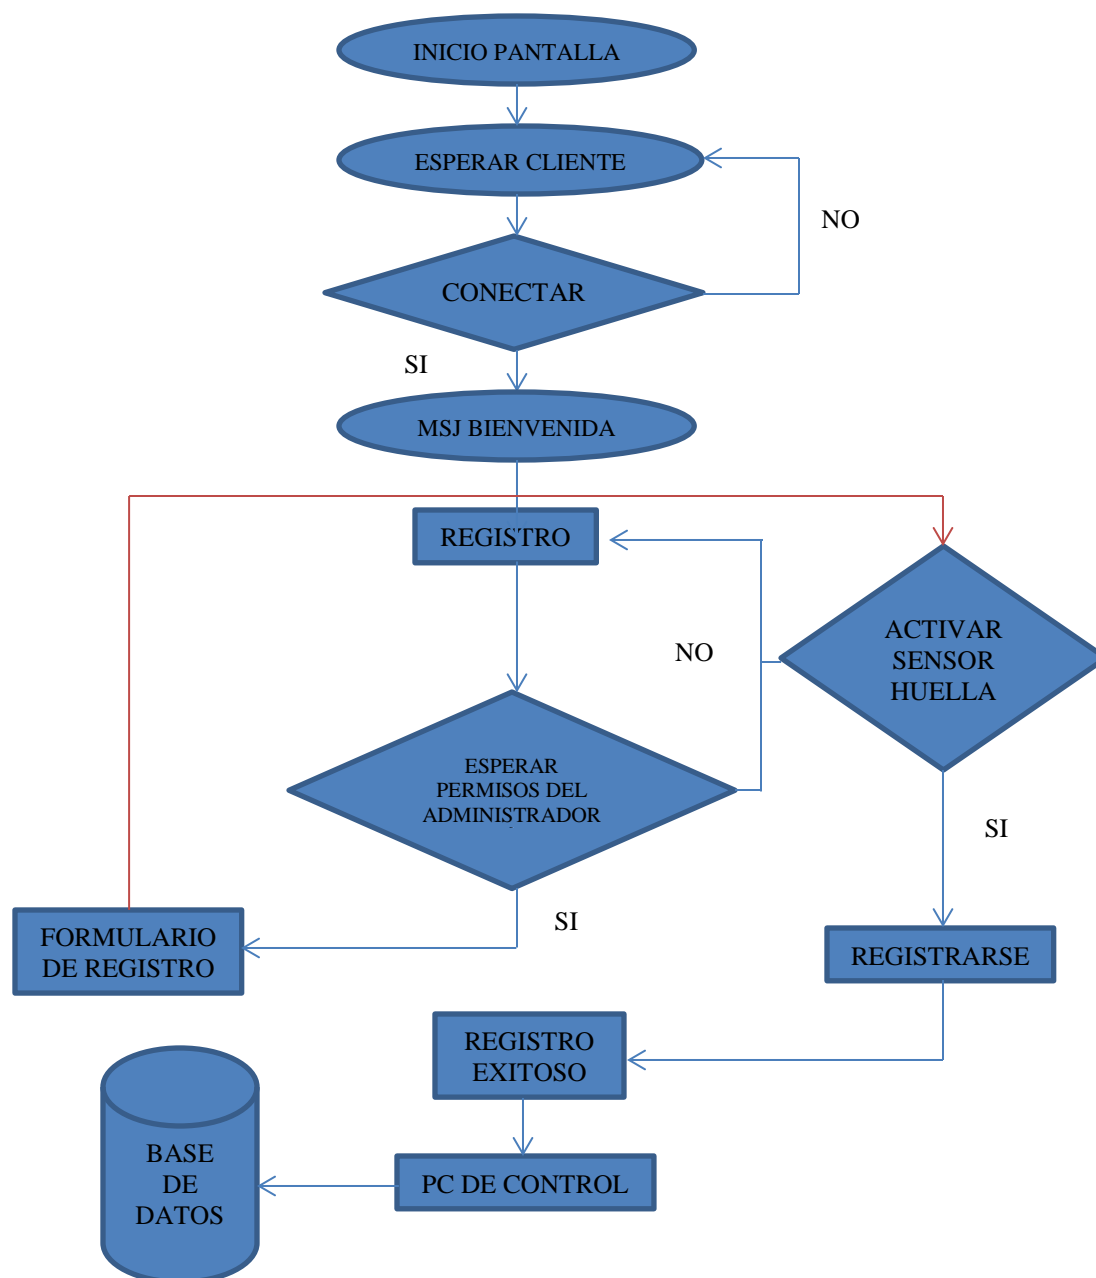 INICIO PANTALLA
ESPERAR CLIENTE
NO
CONECTAR
SI
MSJ BIENVENIDA
REGISTRO
ACTIVAR
SENSOR
HUELLA
NO
ESPERAR
PERMISOS DEL
ADMINISTRADOR
SI
SI
FORMULARIO
DE REGISTRO
REGISTRARSE
REGISTRO
EXITOSO
BASE
DE
DATOS
PC DE CONTROL